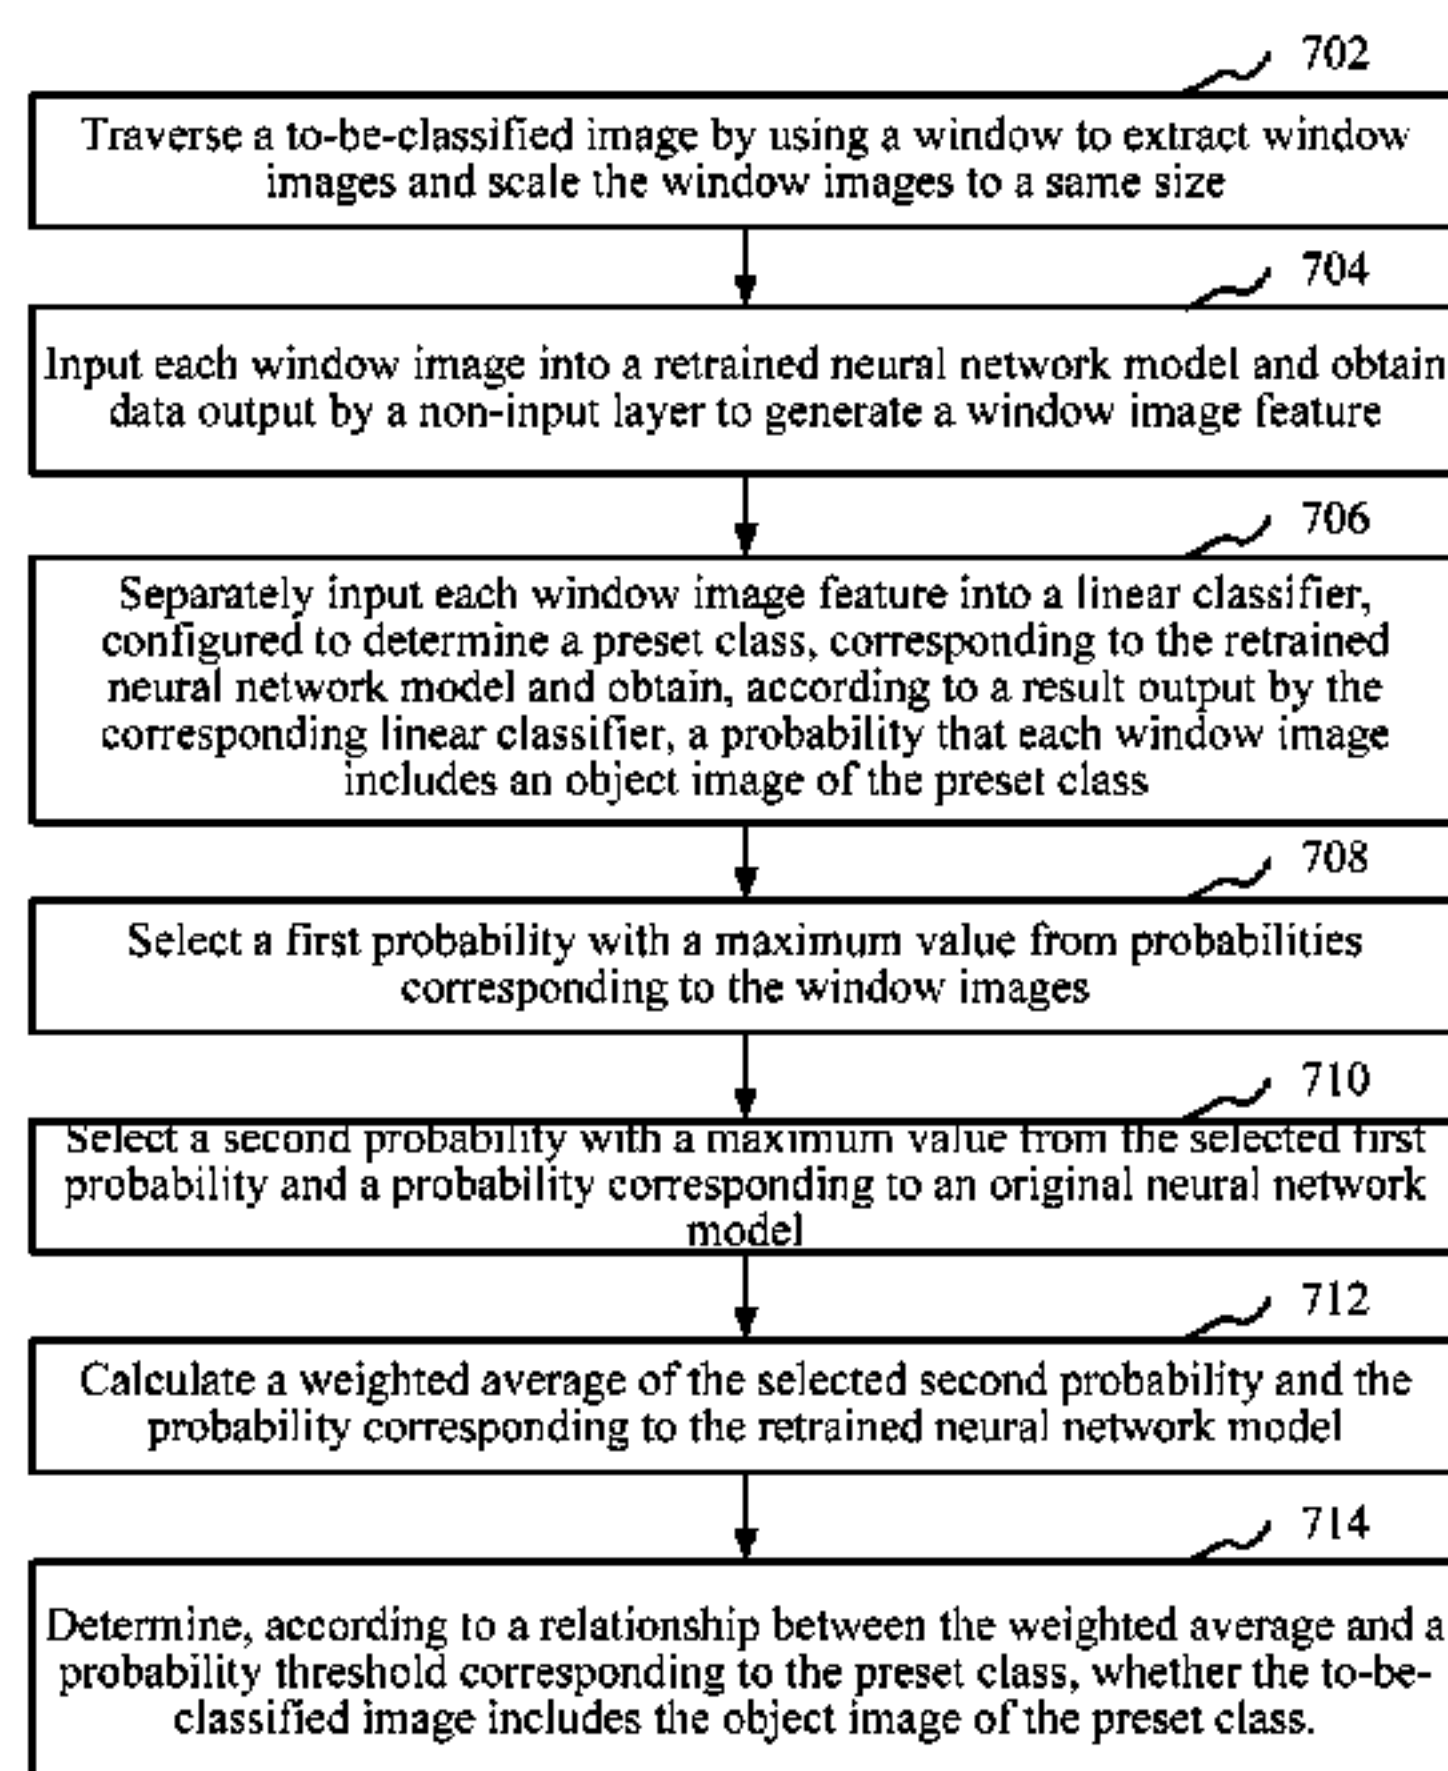 702
Traverse a to-be-classified image by using a window to extract window
images and scale the window images to a same size
704
Input each window image into a retrained neural network model and obtain
data output by a non-input layer to generate a window image feature
706
Separately input each window image feature into a linear classifier,
configured to determine a preset class, corresponding to the retrained
neural network model and obtain, according to a result output by the
corresponding linear classifier, a probability that each window image
includes an object image of the preset class
708
Select a first probability with a maximum value from probabilities
corresponding to the window images
710
Select a second probability with a maximum value from the selected first
probability and a probability corresponding to an original neural network
model
712
Calculate a weighted average of the selected second probability and the
probability corresponding to the retrained neural network model
714
Determine, according to a relationship between the weighted average and a
probability threshold corresponding to the preset class, whether the to-be-
classified image includes the object image of the preset class.